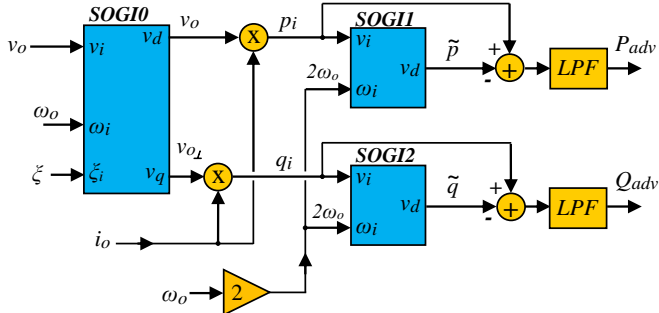 SOGI0 v_o p_i SOGI1 P_adv
v_o v_i v_d X v_i p̃ + + - LPF
2ω_o v_d
ω_o ω_i ω_i
v_o⊥ q_i SOGI2 Q_adv
ξ ξ_i v_q X v_i q̃ + + - LPF
2ω_o v_d
i_o ω_i
ω_o 2